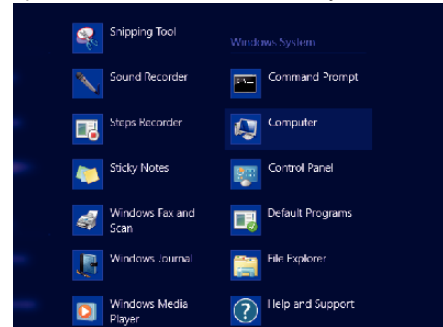 Snipping Tool
Sound Recorder
Steps Recorder
Sticky Notes
Windows Fax and
Scan
Windows Journal
Windows Media
Player
Windows System
Command Prompt
Computer
Control Panel
Default Programs
File Explorer
Help and Support